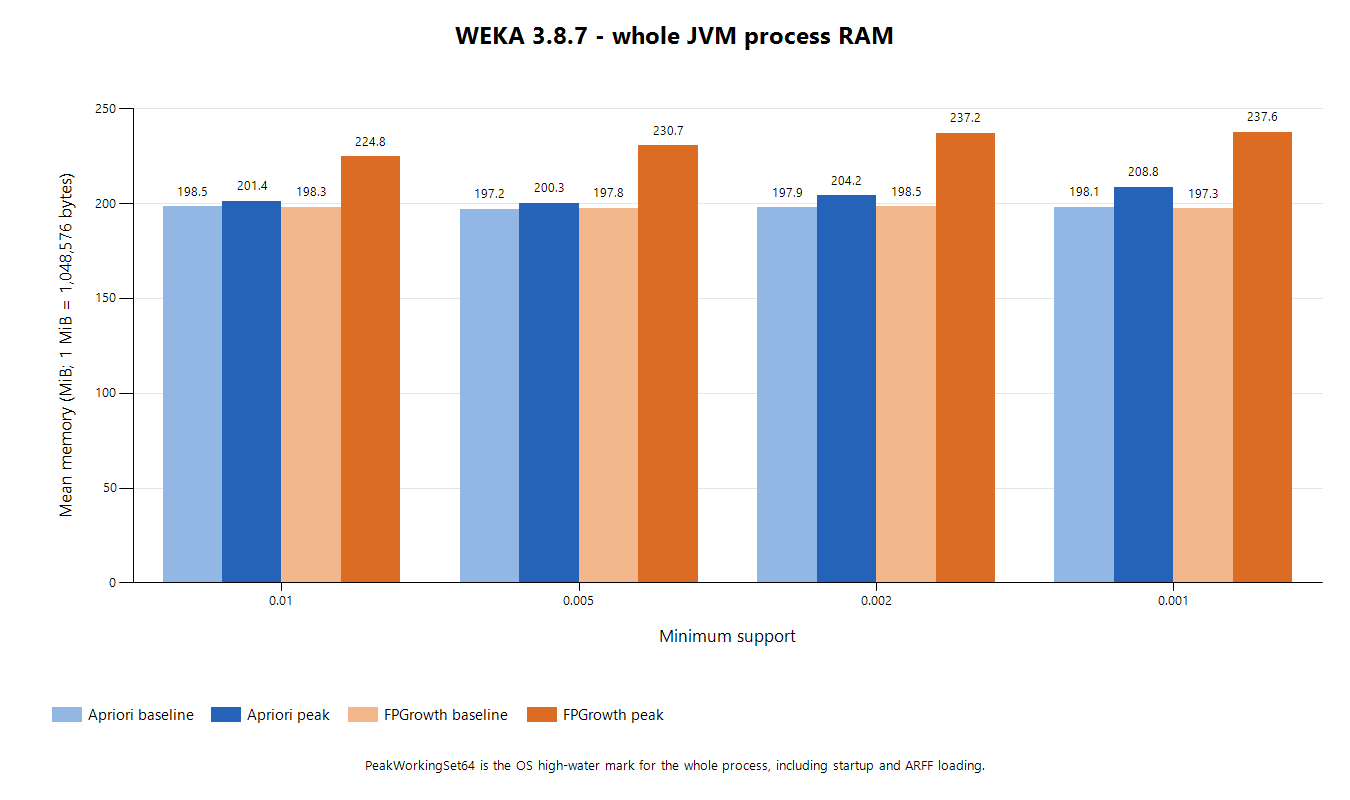 WEKA 3.8.7 - whole JVM process RAM
Mean memory (MiB; 1 MiB = 1,048,576 bytes)
250
200
150
100
50
0
198.5 201.4 198.3 224.8
197.2 200.3 197.8 230.7
197.9 204.2 198.5 237.2
198.1 208.8 197.3 237.6
0.01 0.005 0.002 0.001
Minimum support
Apriori baseline Apriori peak FPGrowth baseline FPGrowth peak
PeakWorkingSet64 is the OS high-water mark for the whole process, including startup and ARFF loading.